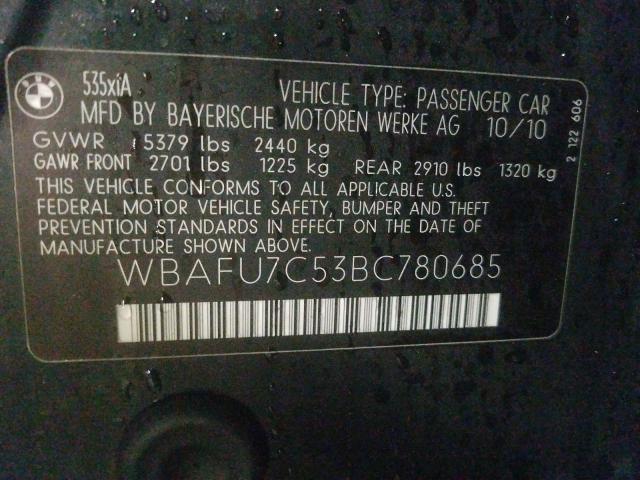 BMW
535xiA VEHICLE TYPE: PASSENGER CAR
MFD BY BAYERISCHE MOTOREN WERKE AG 10/10
GVWR 5379 lbs 2440 kg
GAWR FRONT 2701 lbs 1225 kg REAR 2910 lbs 1320 kg
THIS VEHICLE CONFORMS TO ALL APPLICABLE U.S.
FEDERAL MOTOR VEHICLE SAFETY, BUMPER AND THEFT
PREVENTION STANDARDS IN EFFECT ON THE DATE OF
MANUFACTURE SHOWN ABOVE.
WBAFU7C53BC780685
2 122 606